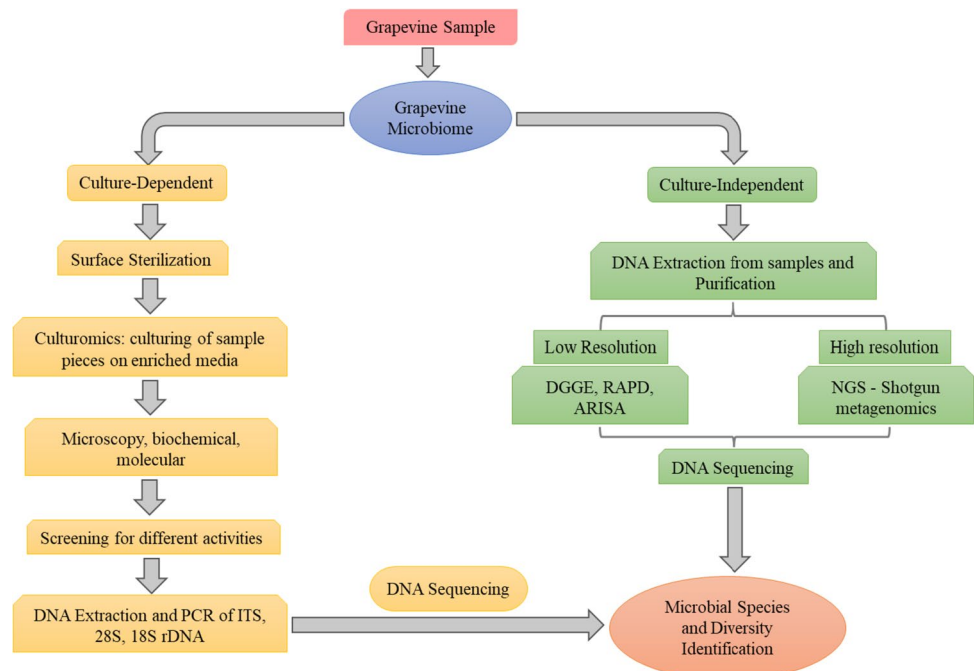 Grapevine Sample
Grapevine
Microbiome
Culture-Dependent
Surface Sterilization
Culturomics: culturing of sample
pieces on enriched media
Microscopy, biochemical,
molecular
Screening for different activities
DNA Extraction and PCR of ITS,
28S, 18S rDNA
DNA Sequencing
Culture-Independent
DNA Extraction from samples and
Purification
Low Resolution
DGGE, RAPD,
ARISA
High resolution
NGS - Shotgun
metagenomics
DNA Sequencing
Microbial Species
and Diversity
Identification